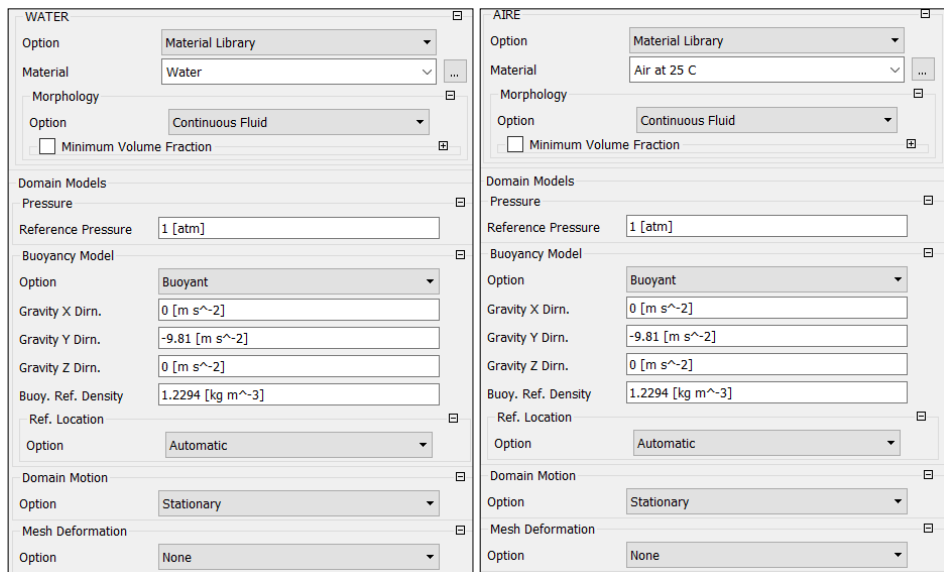 WATER
Option Material Library
Material Water ...
Morphology
Option Continuous Fluid
Minimum Volume Fraction
Domain Models
Pressure
Reference Pressure 1 [atm]
Buoyancy Model
Option Buoyant
Gravity X Dirn. 0 [m s^-2]
Gravity Y Dirn. -9.81 [m s^-2]
Gravity Z Dirn. 0 [m s^-2]
Buoy. Ref. Density 1.2294 [kg m^-3]
Ref. Location
Option Automatic
Domain Motion
Option Stationary
Mesh Deformation
Option None
AIRE
Option Material Library
Material Air at 25 C ...
Morphology
Option Continuous Fluid
Minimum Volume Fraction
Domain Models
Pressure
Reference Pressure 1 [atm]
Buoyancy Model
Option Buoyant
Gravity X Dirn. 0 [m s^-2]
Gravity Y Dirn. -9.81 [m s^-2]
Gravity Z Dirn. 0 [m s^-2]
Buoy. Ref. Density 1.2294 [kg m^-3]
Ref. Location
Option Automatic
Domain Motion
Option Stationary
Mesh Deformation
Option None